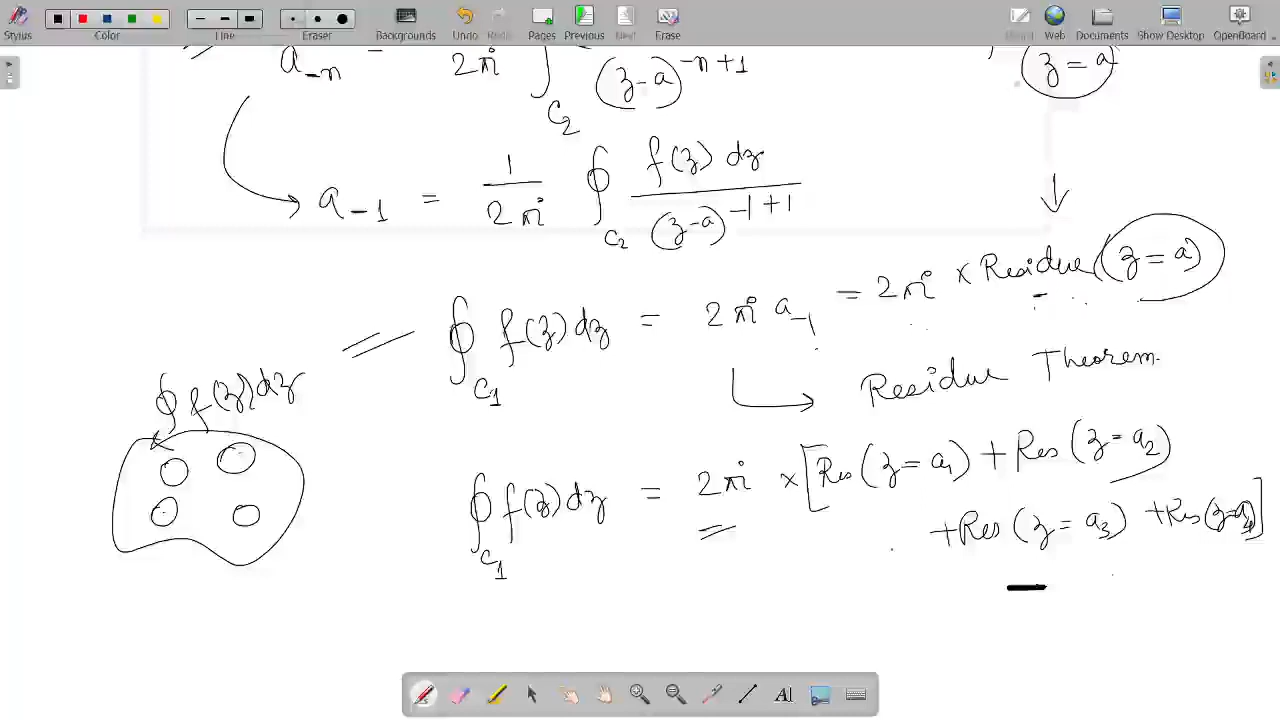 Stylus Color Line Eraser Backgrounds Undo Redo Pages Previous Next Erase Web Documents Show Desktop OpenBoard
a_{-n} = 2πi ∫_{C_2} (z-a)^{-n+1} , z = a
→ a_{-1} = \frac{1}{2πi} ∮_{C_2} \frac{f(z) dz}{(z-a)^{-1+1}} ↓
= ∮_{C_1} f(z) dz = 2πi a_{-1} = 2πi × Residue (z = a)
→ Residue Theorem.
∮ f(z) dz
∮_{C_1} f(z) dz = 2πi × [Res (z = a_1) + Res (z = a_2)
+ Res (z = a_3) + Res (z = a_4)]